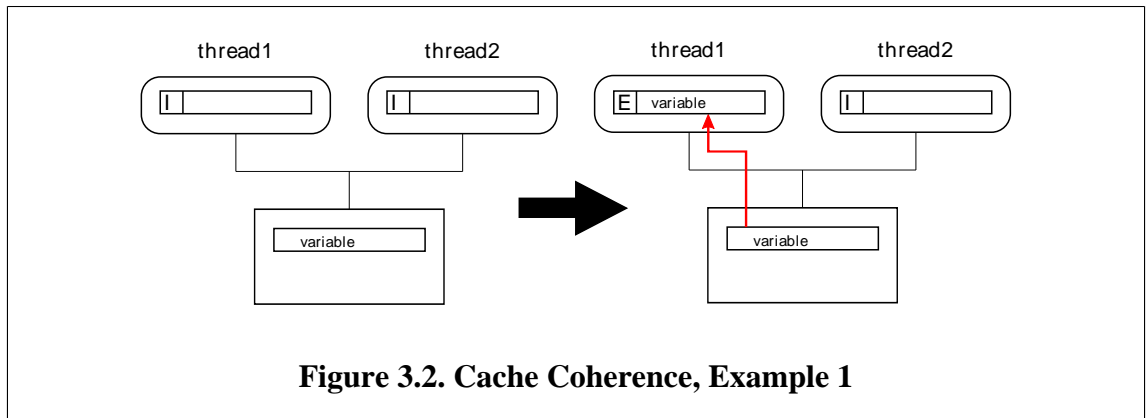 thread1 thread2 thread1 thread2
I I E variable I
variable variable
Figure 3.2. Cache Coherence, Example 1